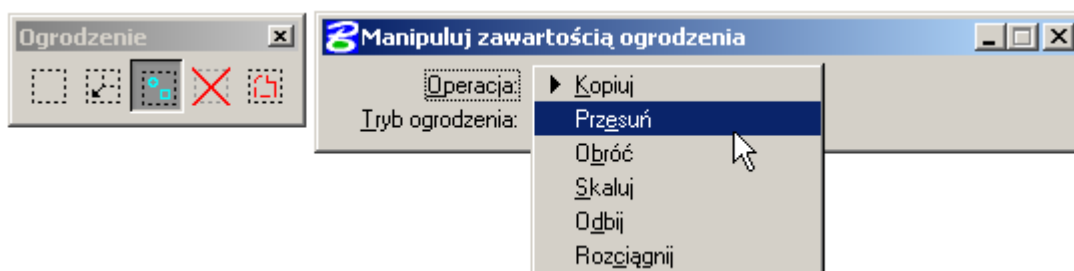 Ogrodzenie
Manipuluj zawartością ogrodzenia
Operacja:
Kopiuj
Tryb ogrodzenia:
Przesuń
Obróć
Skaluj
Odbij
Rozciągnij